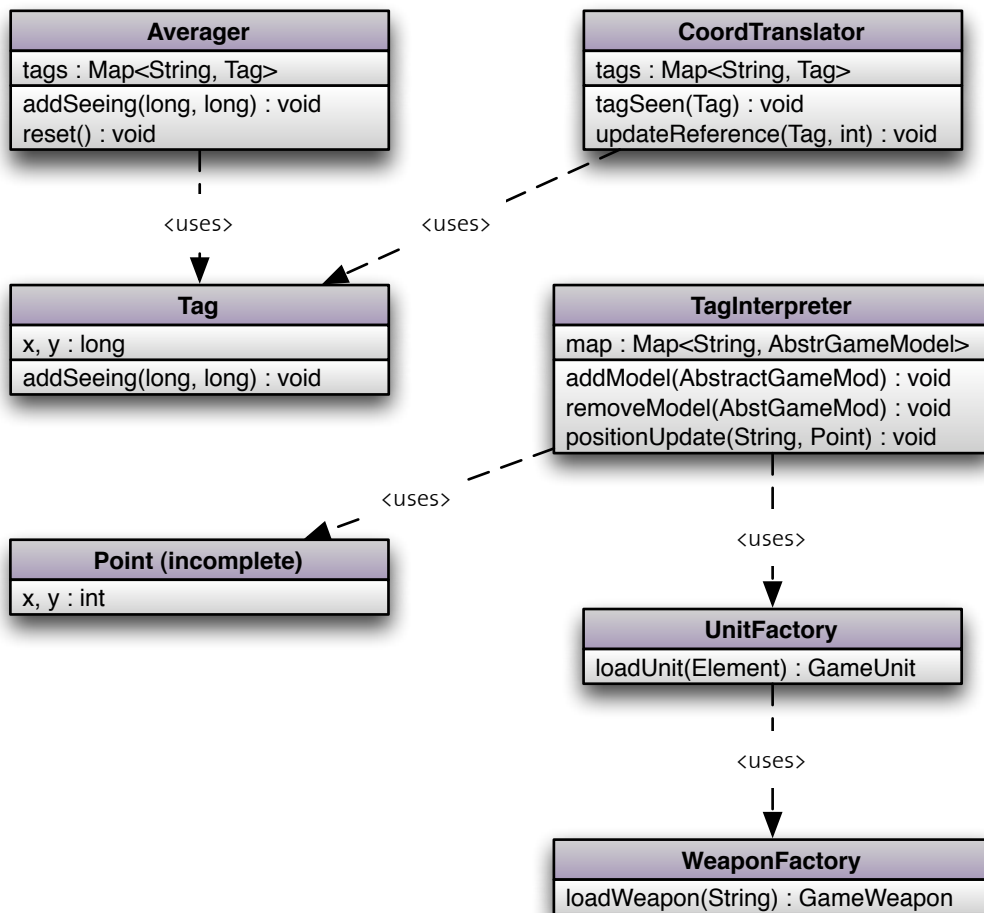 Averager
tags : Map<String, Tag>
addSeeing(long, long) : void
reset() : void
CoordTranslator
tags : Map<String, Tag>
tagSeen(Tag) : void
updateReference(Tag, int) : void
<uses>
<uses>
Tag
x, y : long
addSeeing(long, long) : void
TagInterpreter
map : Map<String, AbstrGameModel>
addModel(AbstractGameMod) : void
removeModel(AbstGameMod) : void
positionUpdate(String, Point) : void
<uses>
<uses>
Point (incomplete)
x, y : int
UnitFactory
loadUnit(Element) : GameUnit
<uses>
WeaponFactory
loadWeapon(String) : GameWeapon